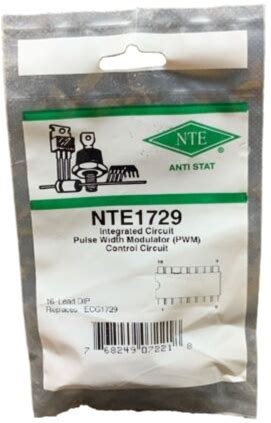 NTE
ANTI STAT
NTE1729
Integrated Circuit
Pulse Width Modulator (PWM)
Control Circuit
16-Lead DIP
Replaces ECG1729
7 68249 07221 8